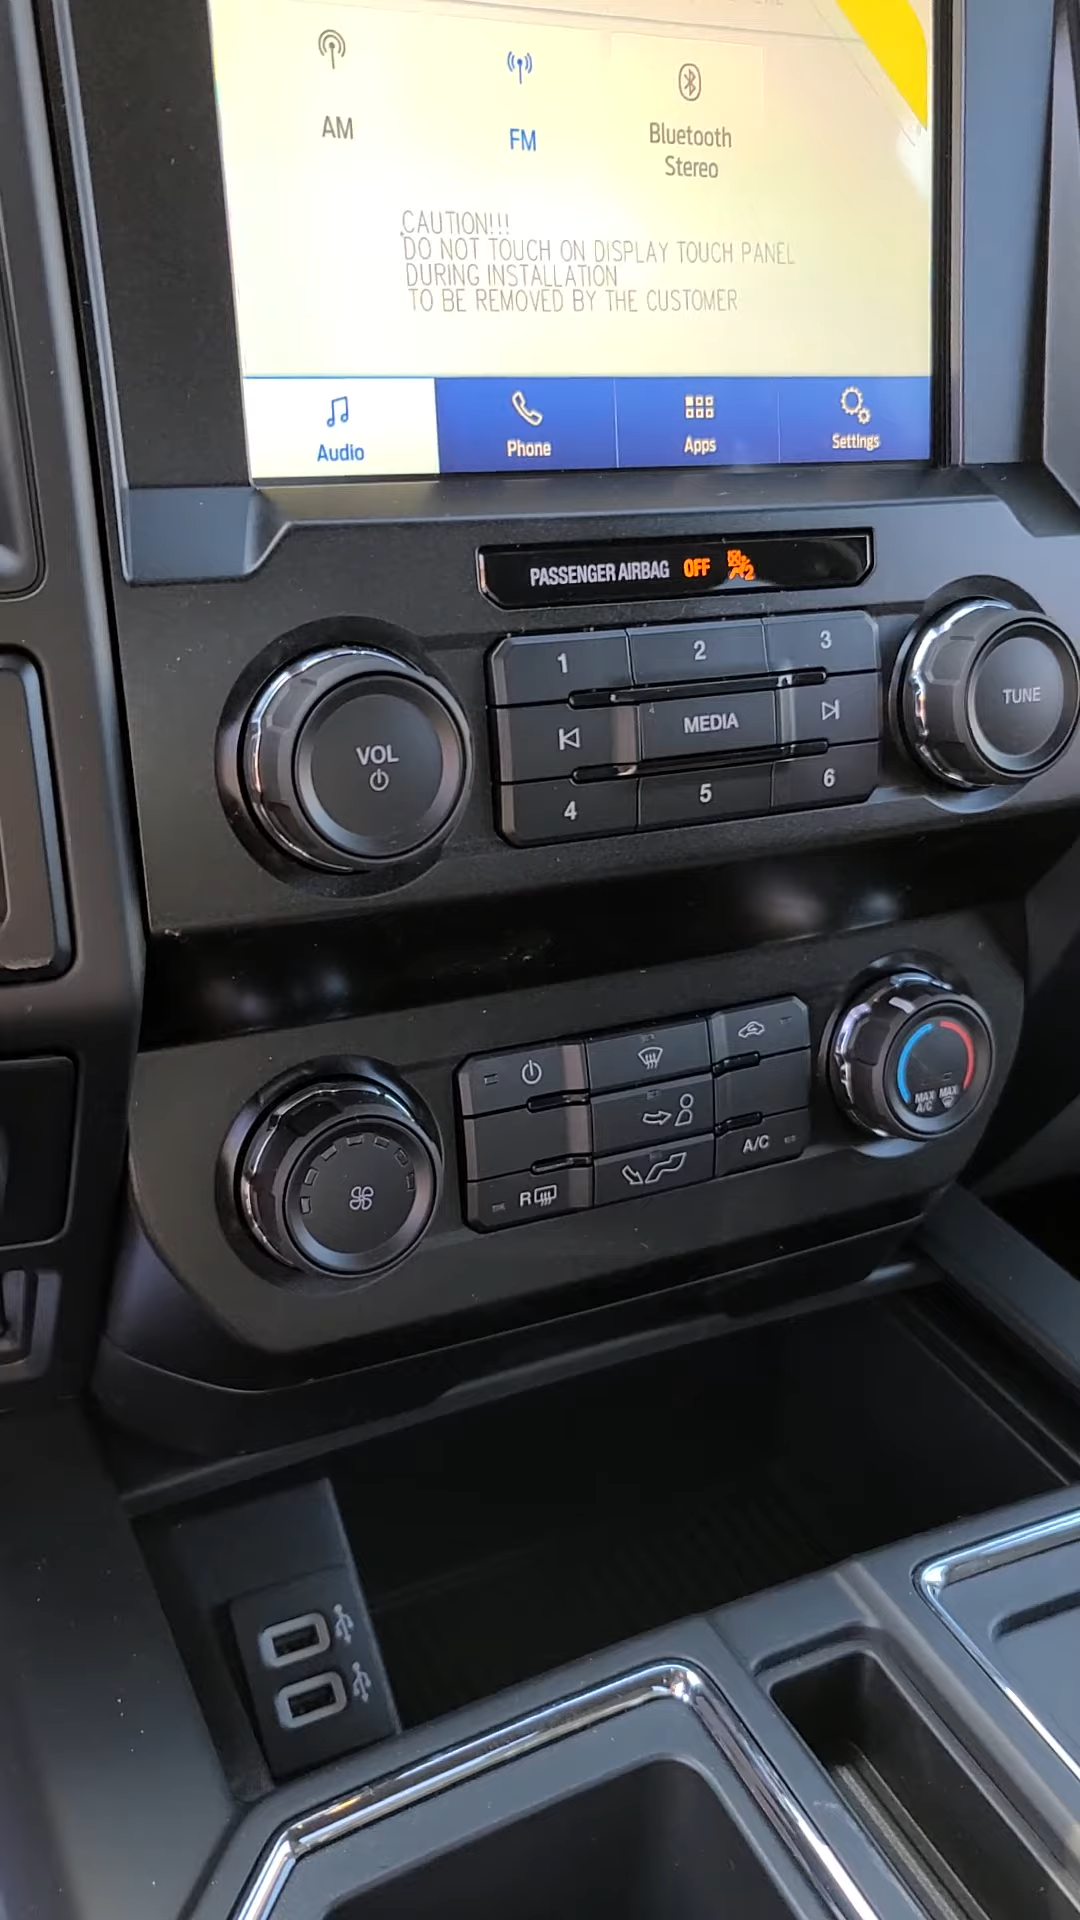 AM
FM
Bluetooth
Stereo
CAUTION!!!
DO NOT TOUCH ON DISPLAY TOUCH PANEL
DURING INSTALLATION
TO BE REMOVED BY THE CUSTOMER
Audio
Phone
Apps
Settings
PASSENGER AIRBAG OFF 2
VOL
1
2
3
MEDIA
4
5
6
TUNE
R
A/C
MAX A/C
MAX